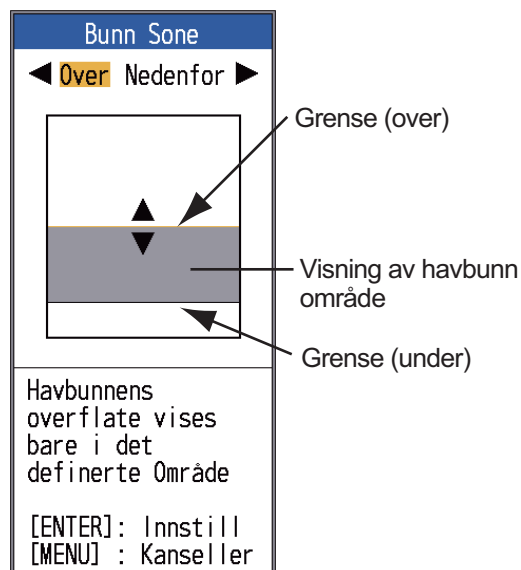 Bunn Sone
◀ Over Nedenfor ▶
Grense (over)
▲
▼
Visning av havbunn
område
Grense (under)
Havbunnens
overflate vises
bare i det
definerte Område
[ENTER]: Innstill
[MENU] : Kanseller